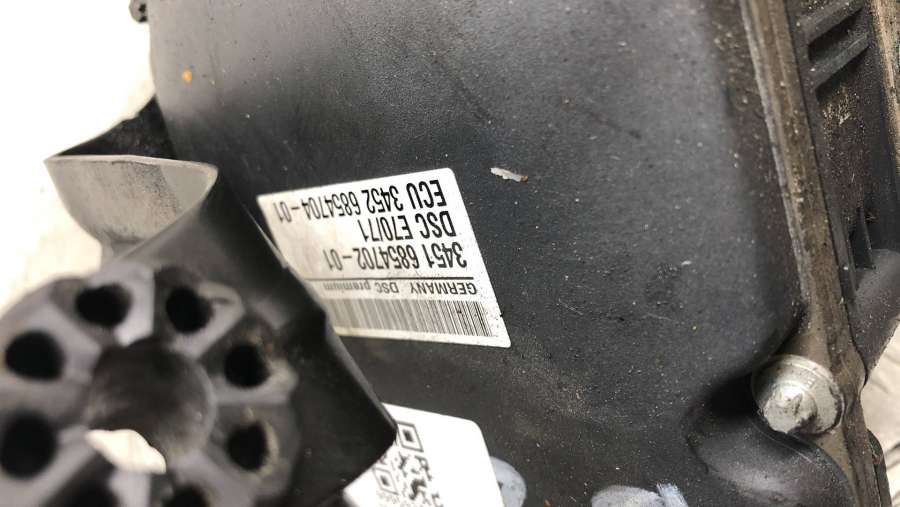 GERMANY DSC premium
3451 6854702-01
DSC E70/71
ECU 3452 6854704-01